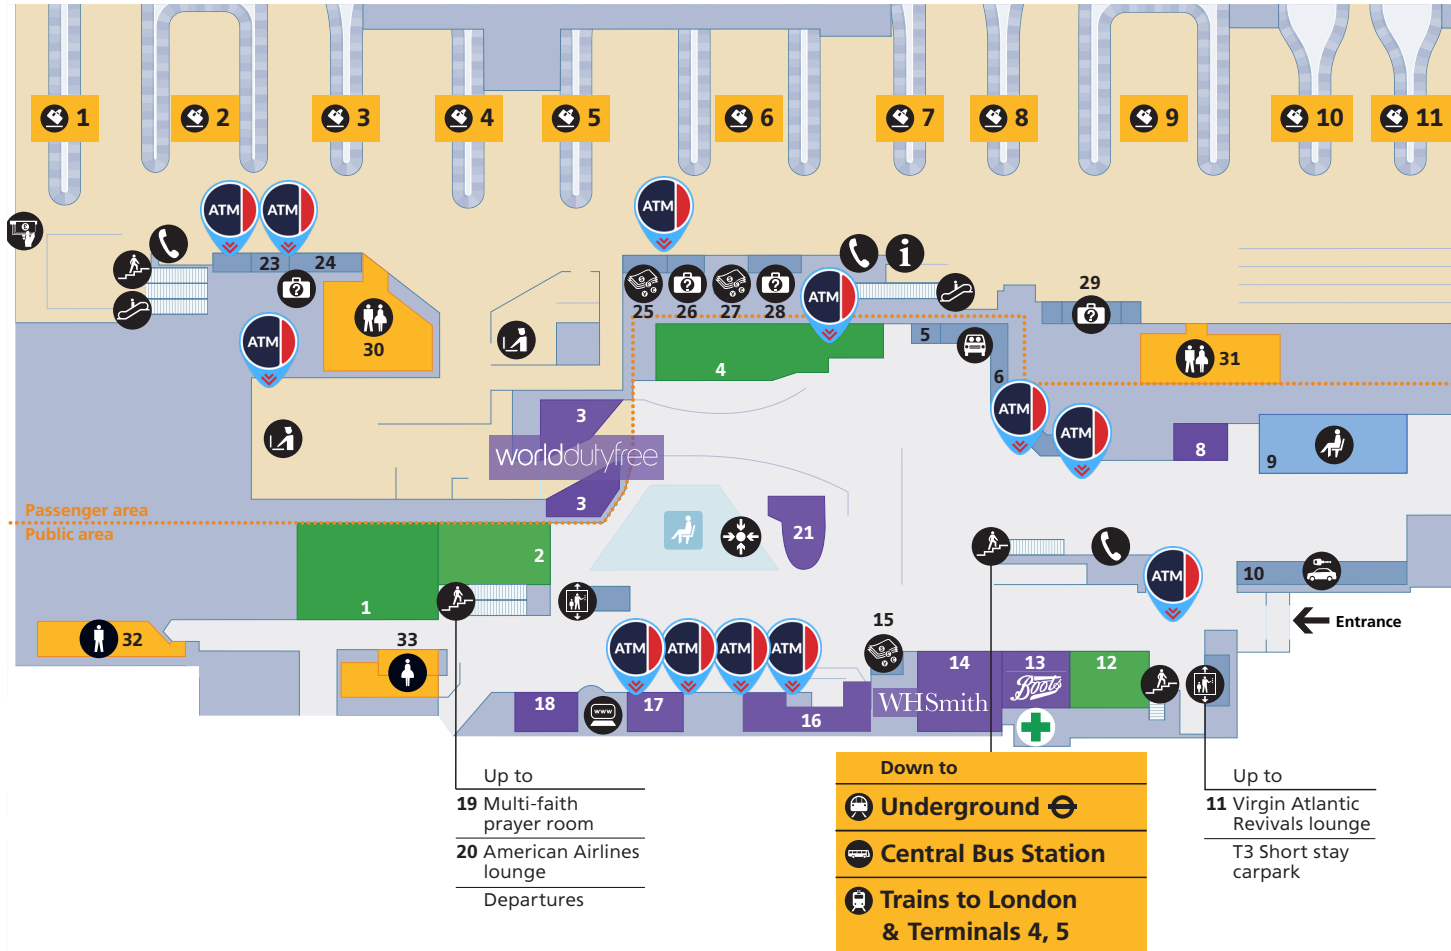 1
2
3
4
5
6
7
8
9
10
11
ATM
ATM
ATM
23
24
25
26
27
28
29
ATM
ATM
30
5
31
4
6
3
ATM
ATM
worlddutyfree
8
9
3
Passenger area
Public area
21
2
1
10
ATM
Entrance
32
33
15
ATM
ATM
ATM
ATM
14
13
12
Boots
WHSmith
18
www
17
16
Up to
19 Multi-faith
prayer room
20 American Airlines
lounge
Departures
Down to
Underground
Central Bus Station
Trains to London
& Terminals 4, 5
Up to
11 Virgin Atlantic
Revivals lounge
T3 Short stay
carpark